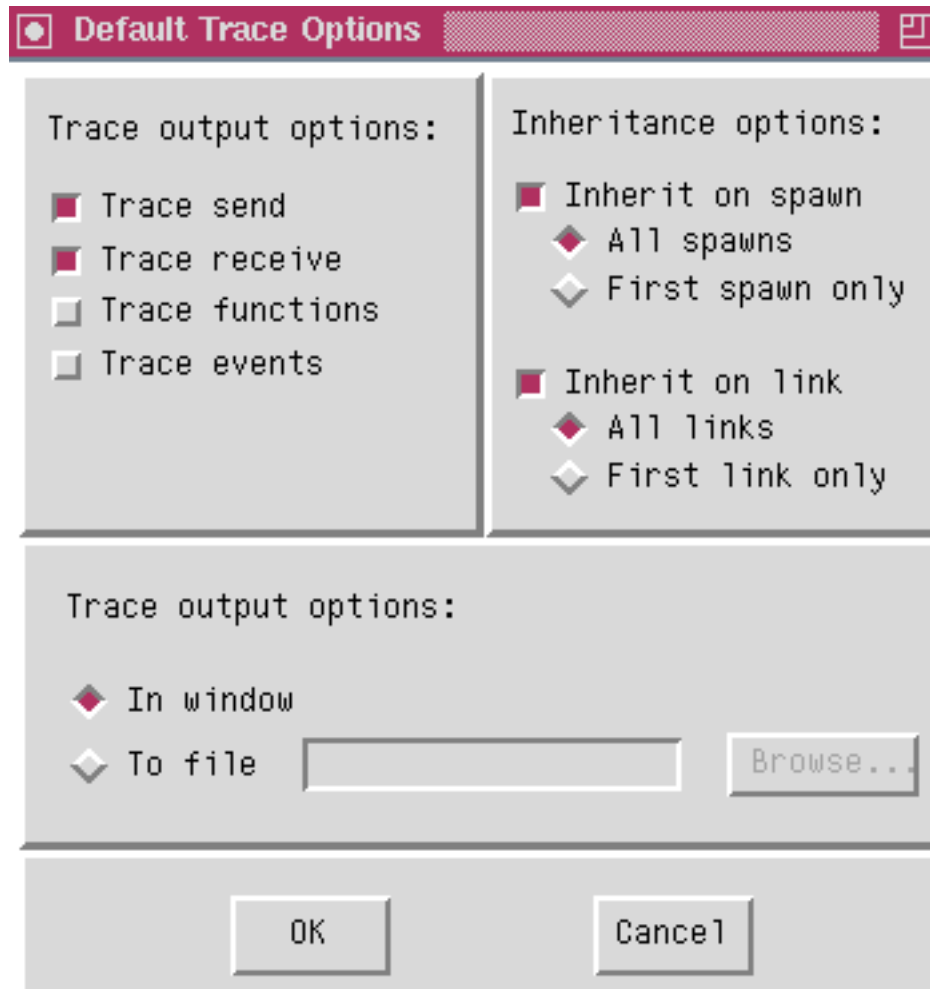 Default Trace Options
Trace output options:
Trace send
Trace receive
Trace functions
Trace events
Inheritance options:
Inherit on spawn
All spawns
First spawn only
Inherit on link
All links
First link only
Trace output options:
In window
To file
Browse...
OK
Cancel